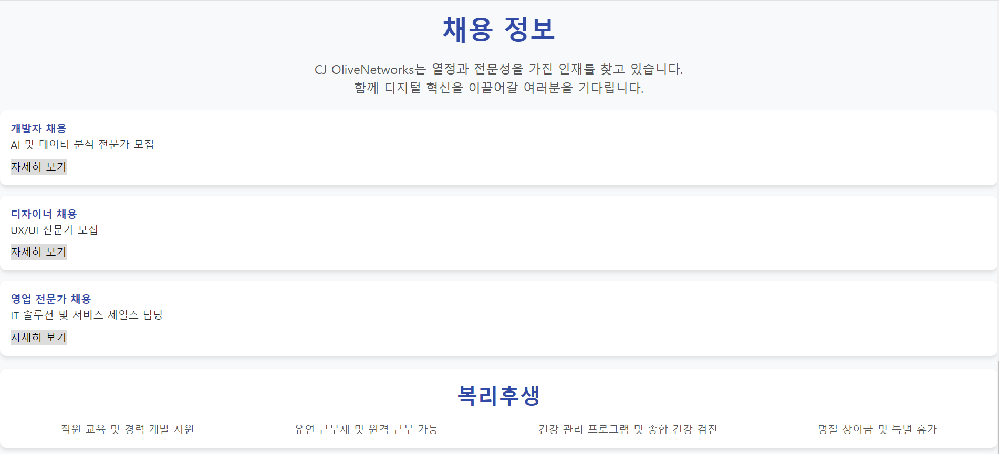 채용 정보
CJ OliveNetworks는 열정과 전문성을 가진 인재를 찾고 있습니다.
함께 디지털 혁신을 이끌어갈 여러분을 기다립니다.
개발자 채용
AI 및 데이터 분석 전문가 모집
자세히 보기
디자이너 채용
UX/UI 전문가 모집
자세히 보기
영업 전문가 채용
IT 솔루션 및 서비스 세일즈 담당
자세히 보기
복리후생
직원 교육 및 경력 개발 지원 유연 근무제 및 원격 근무 가능 건강 관리 프로그램 및 종합 건강 검진 명절 상여금 및 특별 휴가